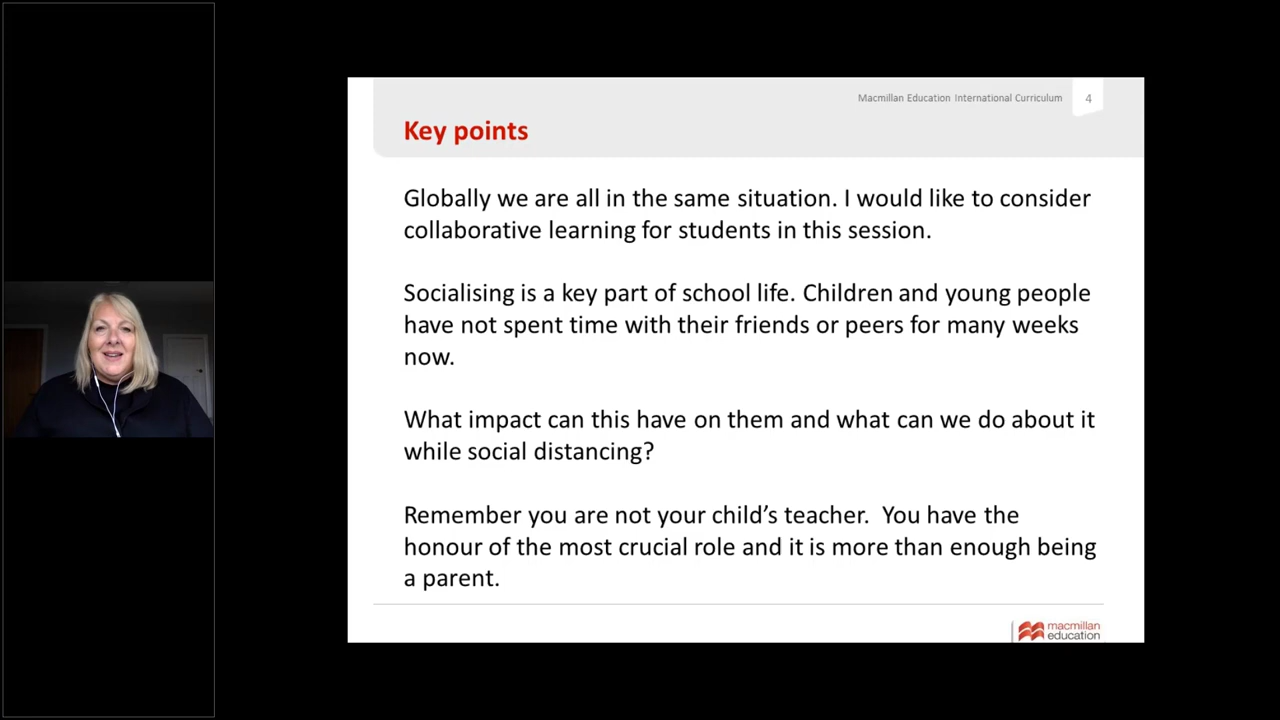 Macmillan Education International Curriculum 4
Key points
Globally we are all in the same situation. I would like to consider
collaborative learning for students in this session.
Socialising is a key part of school life. Children and young people
have not spent time with their friends or peers for many weeks
now.
What impact can this have on them and what can we do about it
while social distancing?
Remember you are not your child’s teacher.  You have the
honour of the most crucial role and it is more than enough being
a parent.
macmillan
education